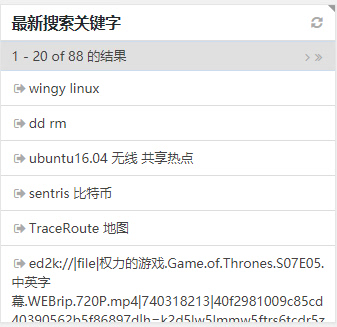 最新搜索关键字
1 - 20 of 88 的结果
wingy linux
dd rm
ubuntu16.04 无线 共享热点
sentris 比特币
TraceRoute 地图
ed2k://|file|权力的游戏.Game.of.Thrones.S07E05.
中英字
幕.WEBrip.720P.mp4|740318213|40f2981009c85cd
40390562b5f86897d|h=k2d5lw5lmmw5ftrs6tcdr5z